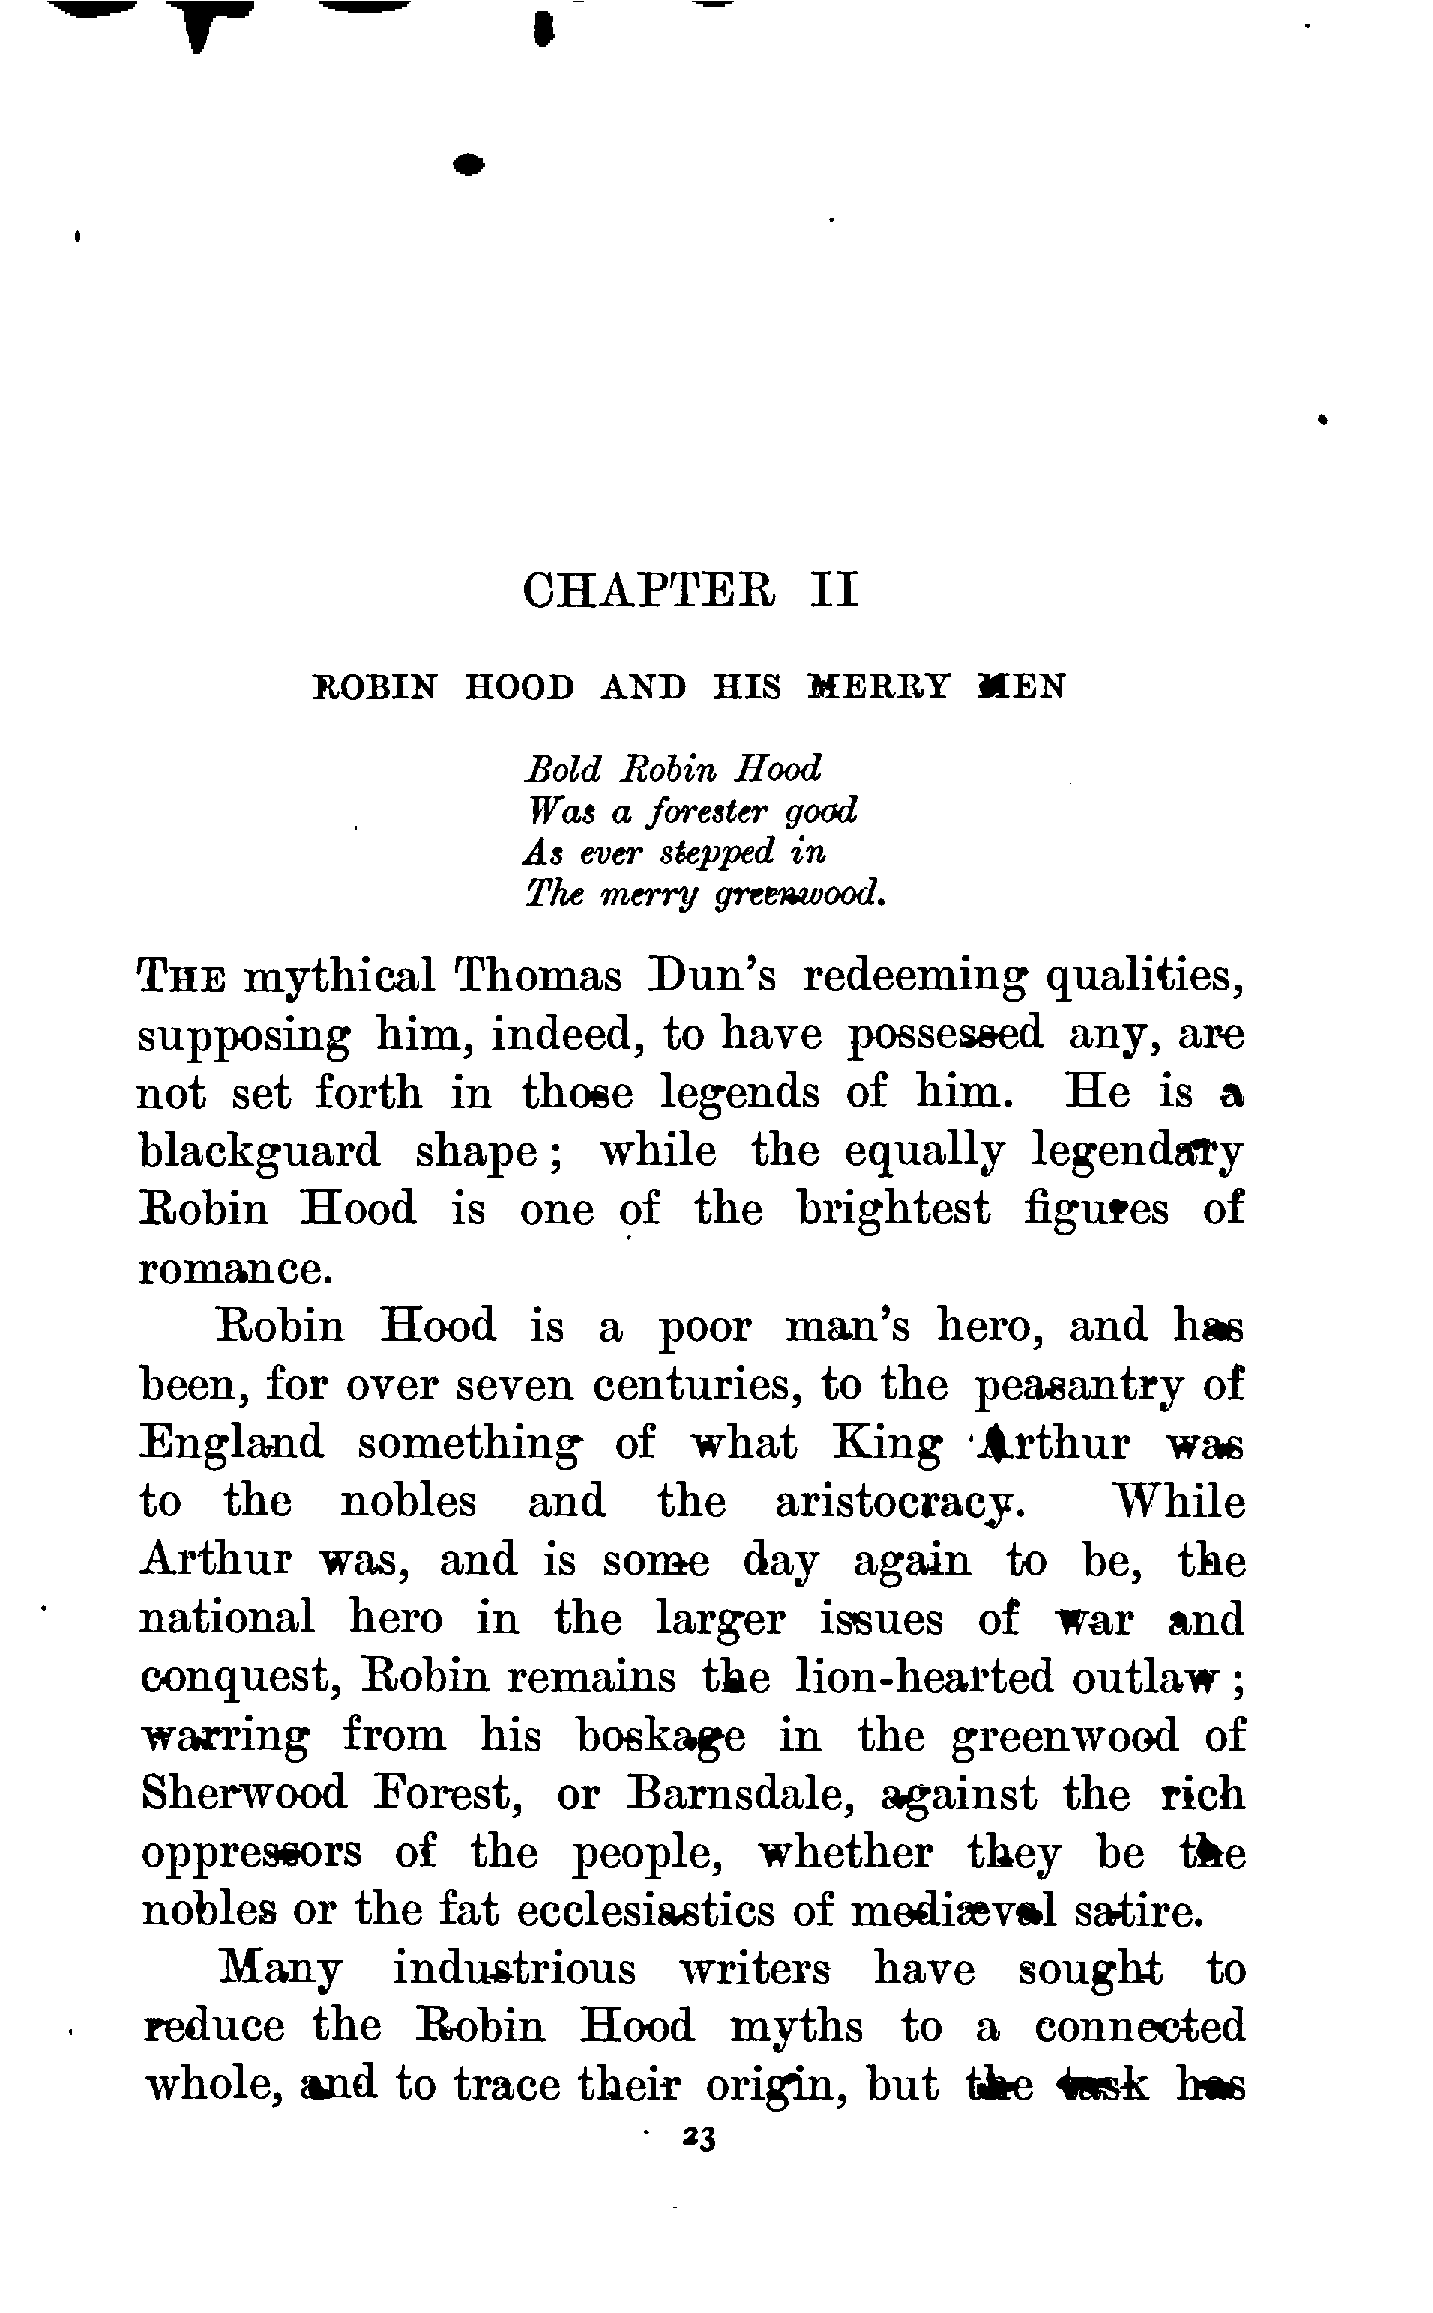 CHAPTER II
ROBIN HOOD AND HIS MERRY MEN
Bold Robin Hood
Was a forester good
As ever stepped in
The merry greenwood.
THE mythical Thomas Dun's redeeming qualities,
supposing him, indeed, to have possessed any, are
not set forth in those legends of him. He is a
blackguard shape; while the equally legendary
Robin Hood is one of the brightest figures of
romance.
Robin Hood is a poor man's hero, and has
been, for over seven centuries, to the peasantry of
England something of what King Arthur was
to the nobles and the aristocracy. While
Arthur was, and is some day again to be, the
national hero in the larger issues of war and
conquest, Robin remains the lion-hearted outlaw;
warring from his boskage in the greenwood of
Sherwood Forest, or Barnsdale, against the rich
oppressors of the people, whether they be the
nobles or the fat ecclesiastics of mediæval satire.
Many industrious writers have sought to
reduce the Robin Hood myths to a connected
whole, and to trace their origin, but the task has
23